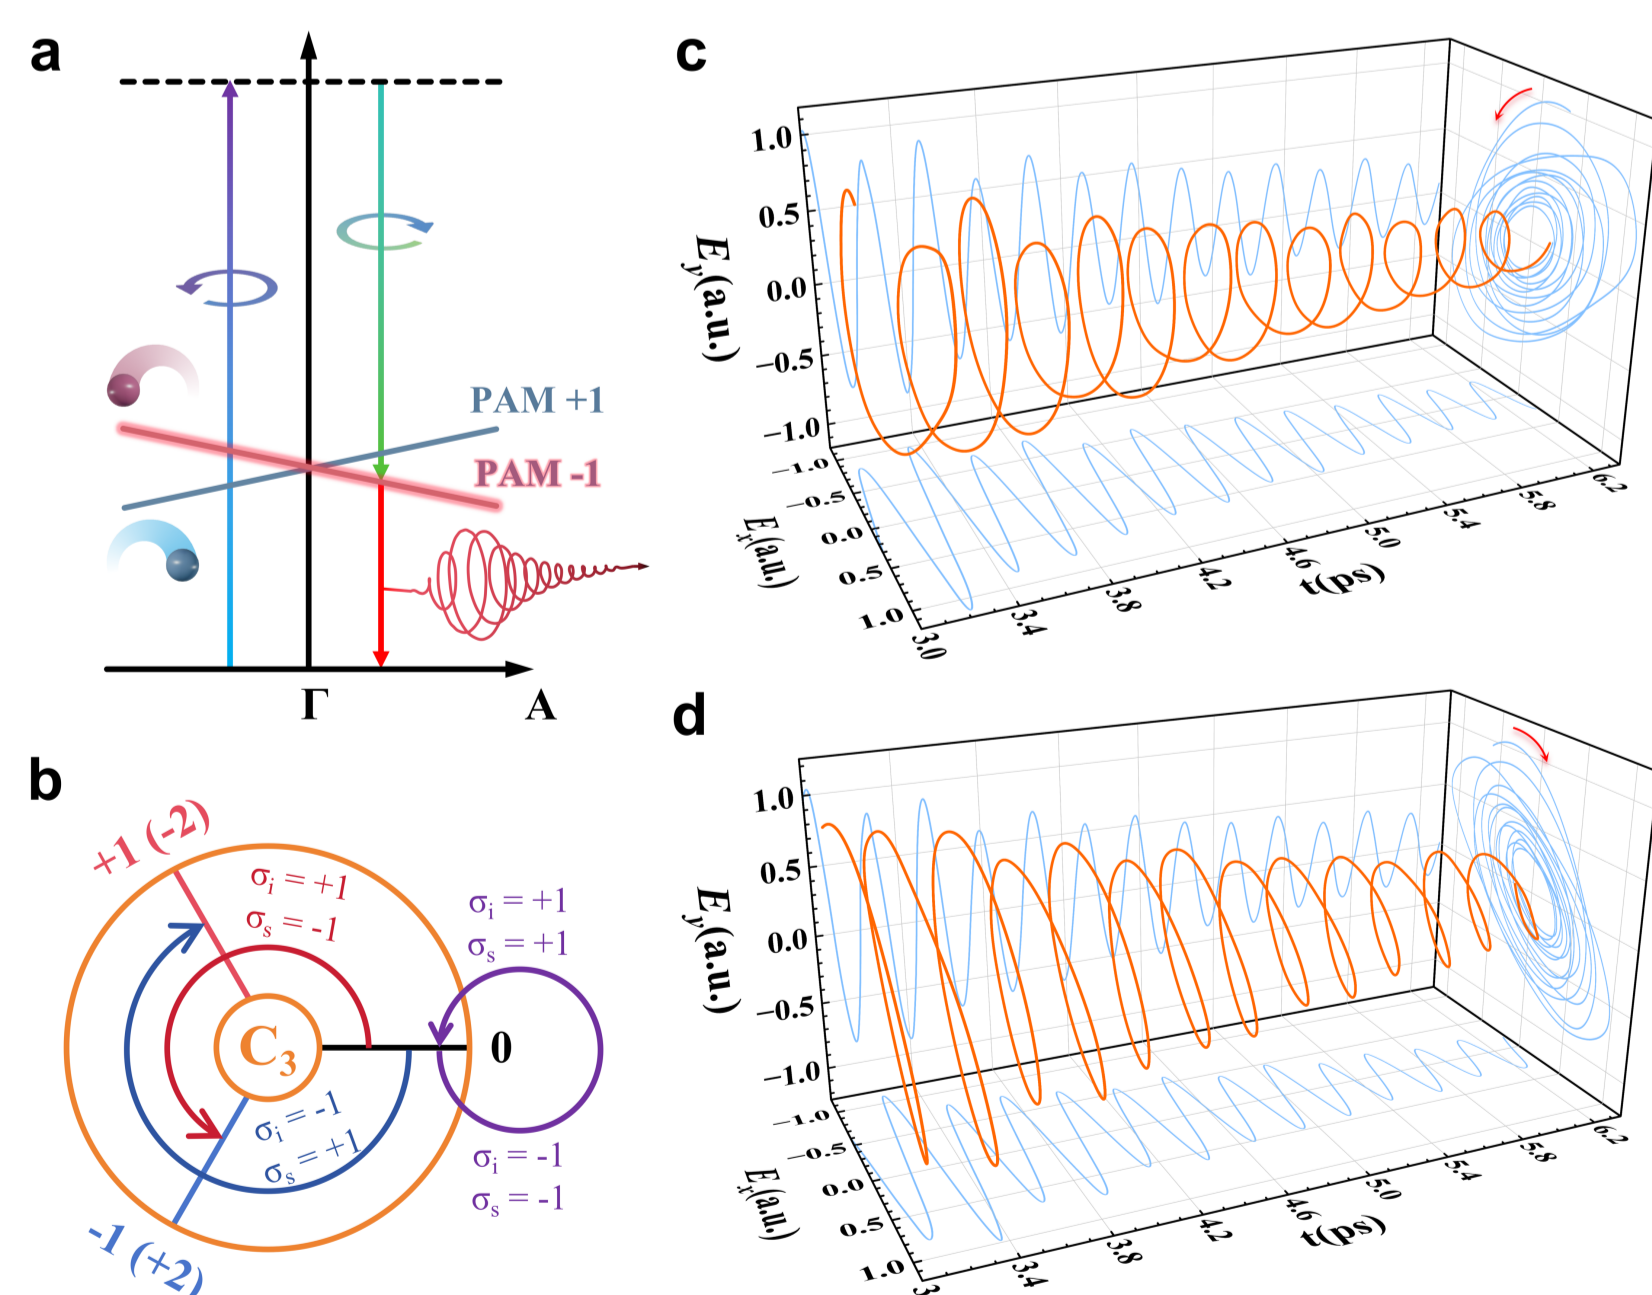 a
PAM +1
PAM -1
Γ
A
b
+1 (-2)
σi = +1
σs = -1
σi = +1
σs = +1
C3
0
σi = -1
σs = +1
σi = -1
σs = -1
-1 (+2)
c
1.0
0.5
0.0
−0.5
−1.0
Ey(a.u.)
−1.0
−0.5
0.0
0.5
1.0
Ex(a.u.)
3.0
3.4
3.8
4.2
4.6
5.0
5.4
5.8
6.2
t(ps)
d
1.0
0.5
0.0
−0.5
−1.0
Ey(a.u.)
−1.0
−0.5
0.0
0.5
1.0
Ex(a.u.)
3
3.4
3.8
4.2
4.6
5.0
5.4
5.8
6.2
t(ps)